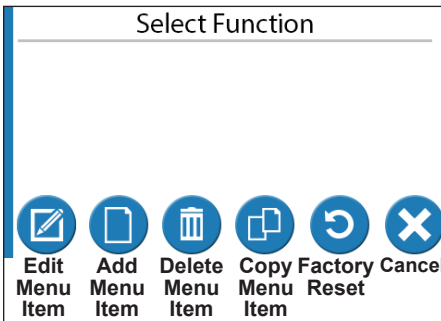 Select Function
Edit Menu Item
Add Menu Item
Delete Menu Item
Copy Menu Item
Factory Reset
Cancel